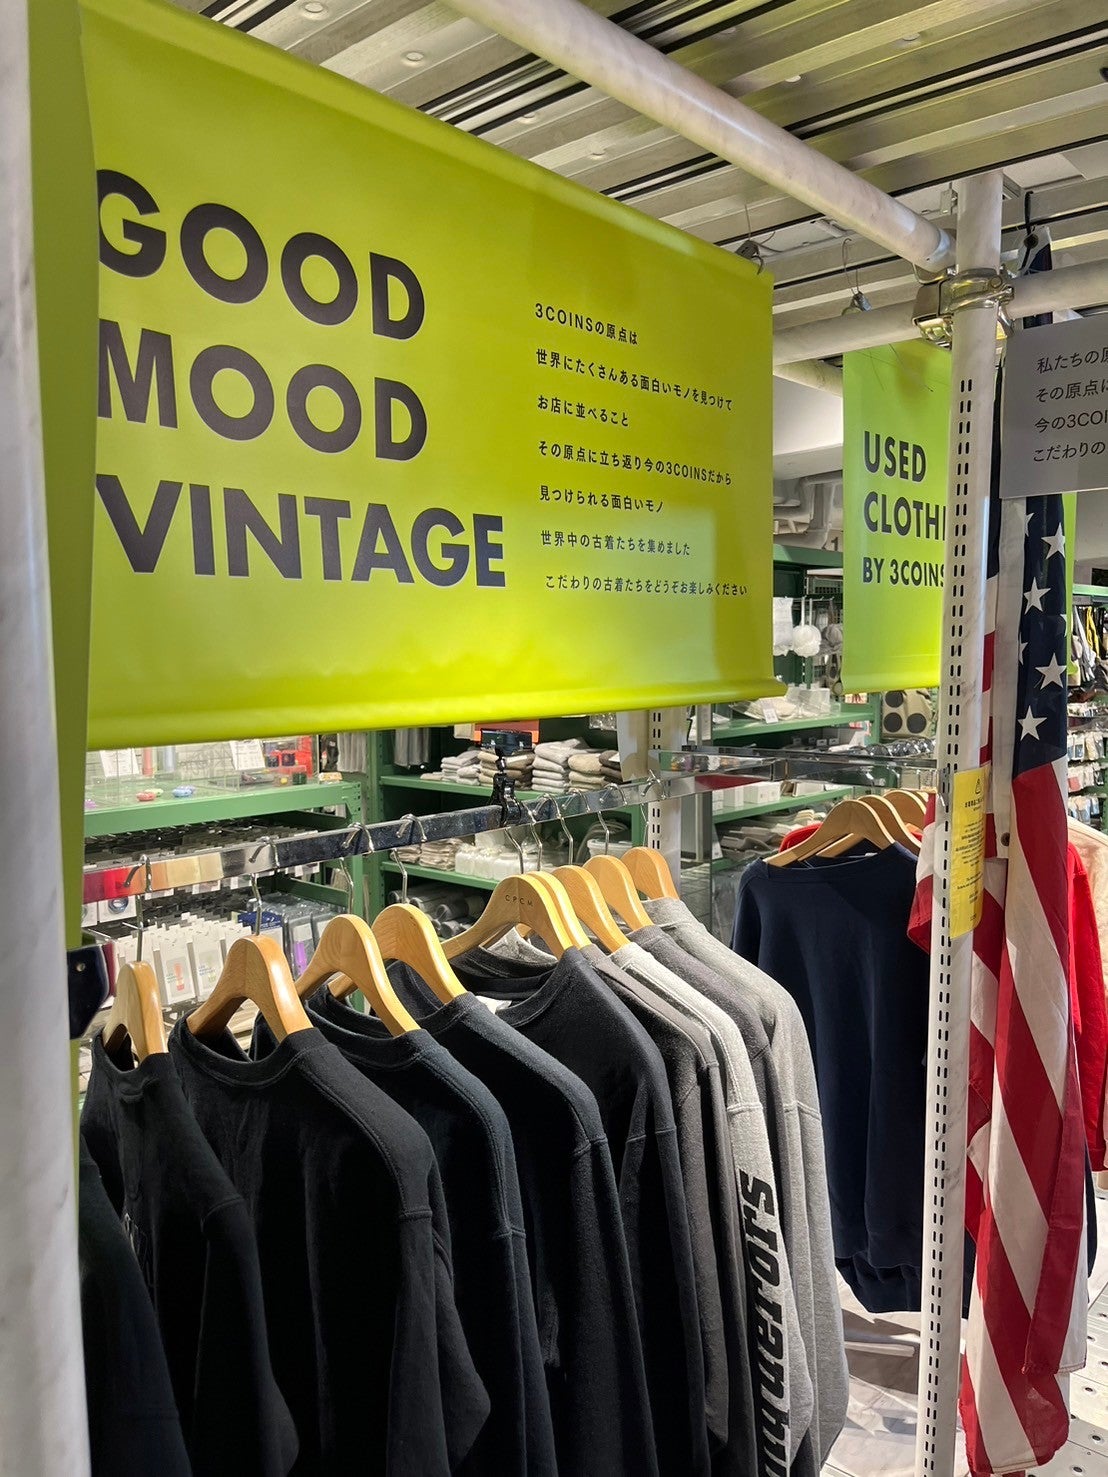 GOOD
MOOD
VINTAGE
3COINSの原点は
世界にたくさんある面白いモノを見つけて
お店に並べること
その原点に立ち返り今の3COINSだから
見つけられる面白いモノ
世界中の古着たちを集めました
こだわりの古着たちをどうぞお楽しみください
USED
CLOTHI
BY 3COINS
私たちの原
その原点に
今の3COI
こだわりの
CPCM